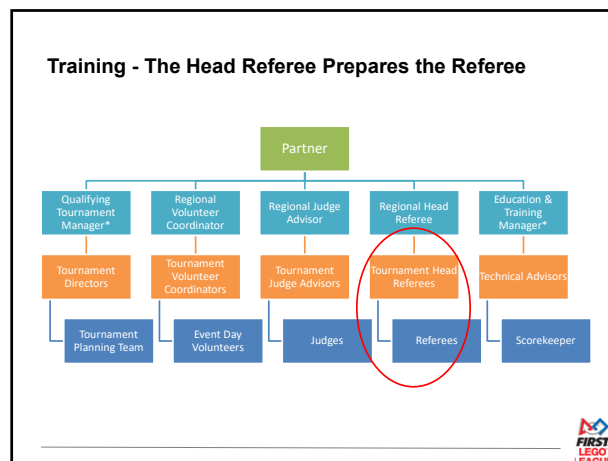 Training - The Head Referee Prepares the Referee
Partner
Qualifying
Tournament
Manager*
Regional
Volunteer
Coordinator
Regional Judge
Advisor
Regional Head
Referee
Education &
Training
Manager*
Tournament
Directors
Tournament
Volunteer
Coordinators
Tournament
Judge Advisors
Tournament Head
Referees
Technical Advisors
Tournament
Planning Team
Event Day
Volunteers
Judges
Referees
Scorekeeper
FIRST
LEGO
LEAGUE